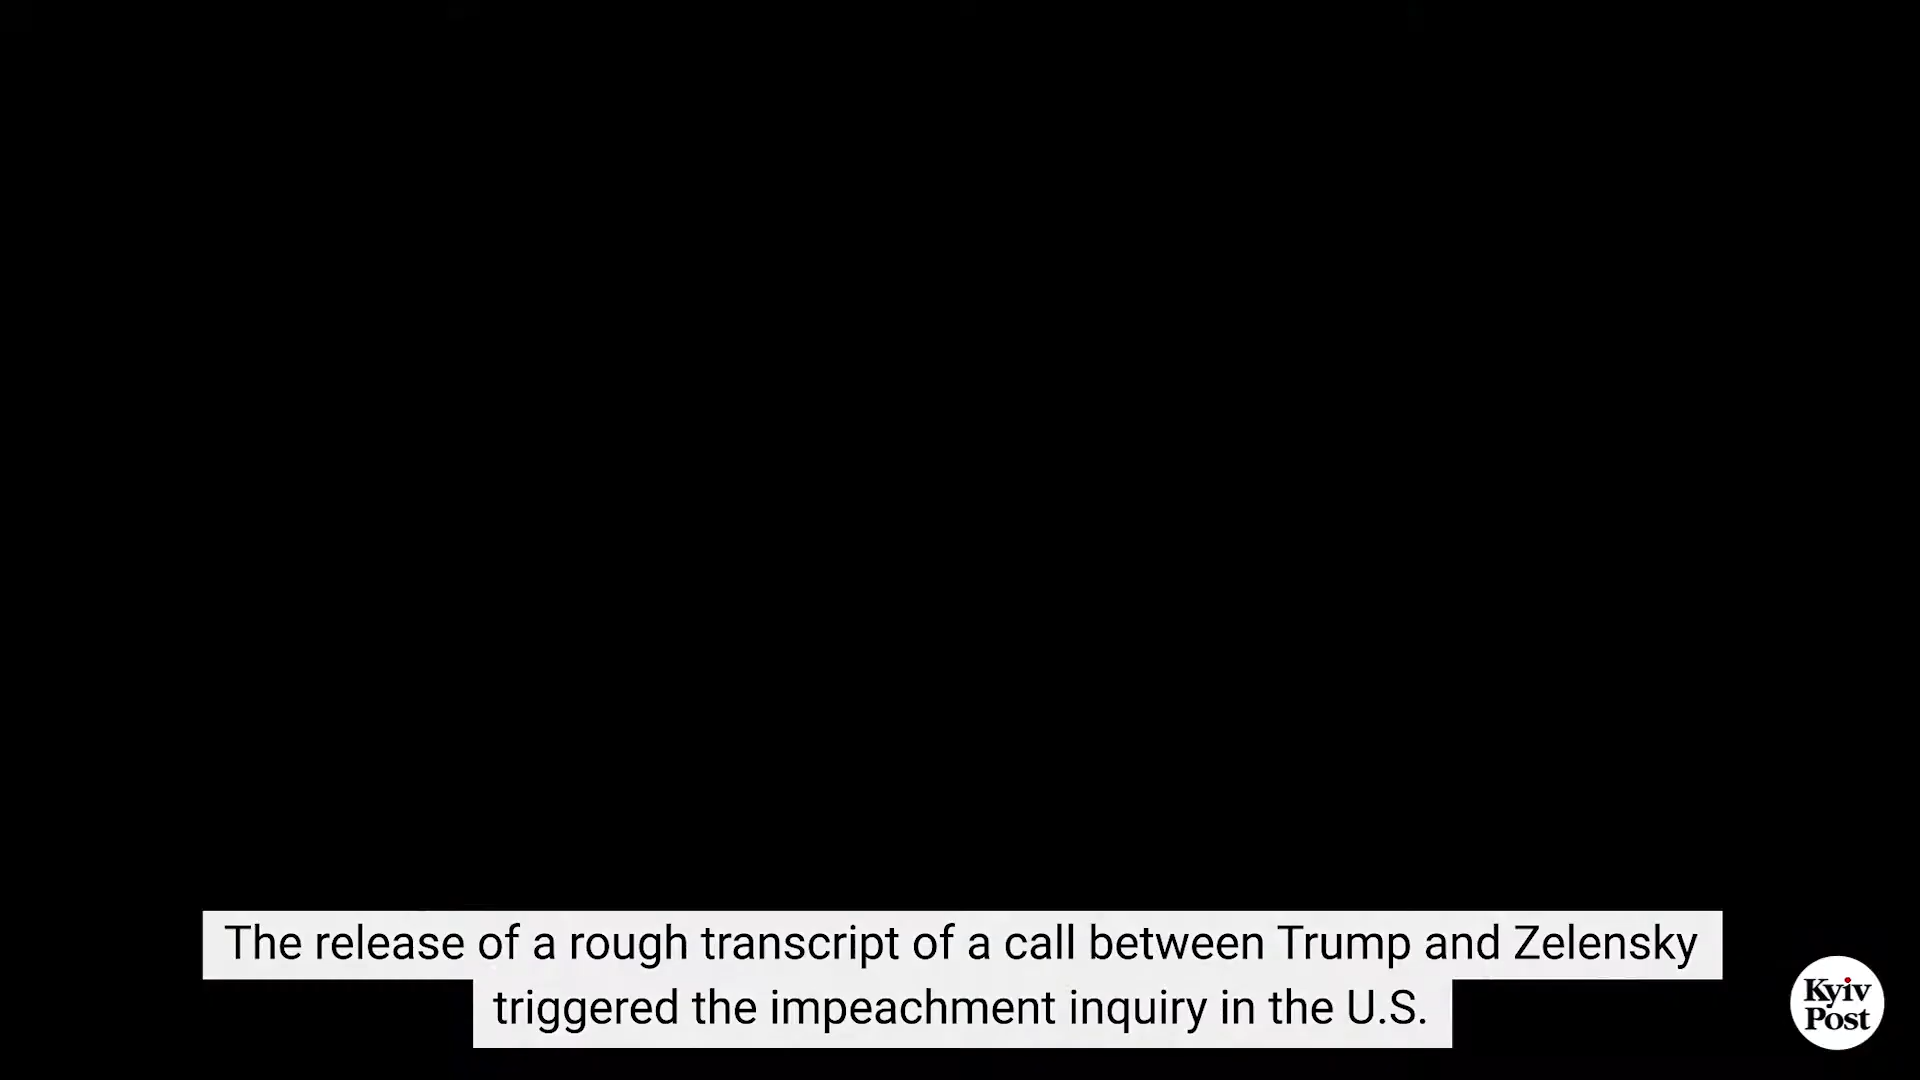 The release of a rough transcript of a call between Trump and Zelensky
triggered the impeachment inquiry in the U.S.
Kyiv
Post